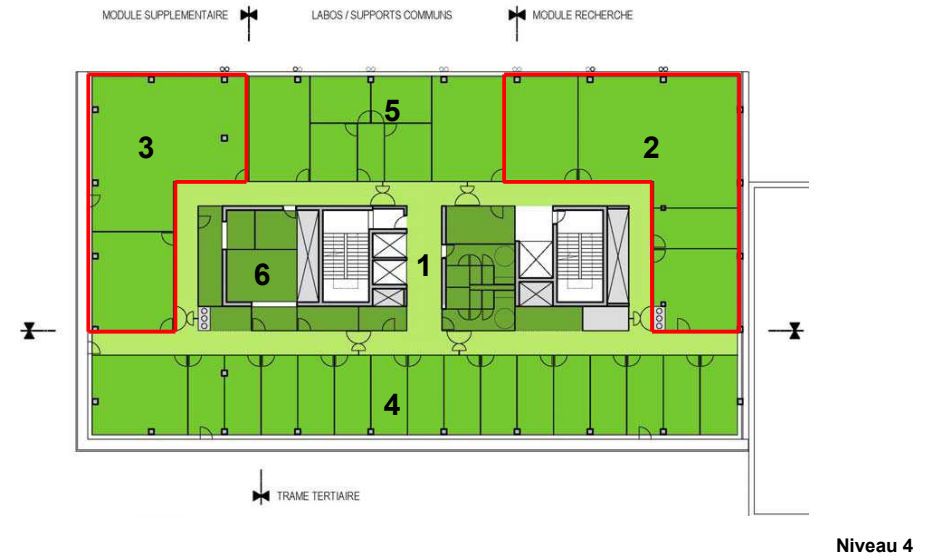 MODULE SUPPLEMENTAIRE
LABOS / SUPPORTS COMMUNS
MODULE RECHERCHE
5
3
2
1
6
4
TRAME TERTIAIRE
Niveau 4